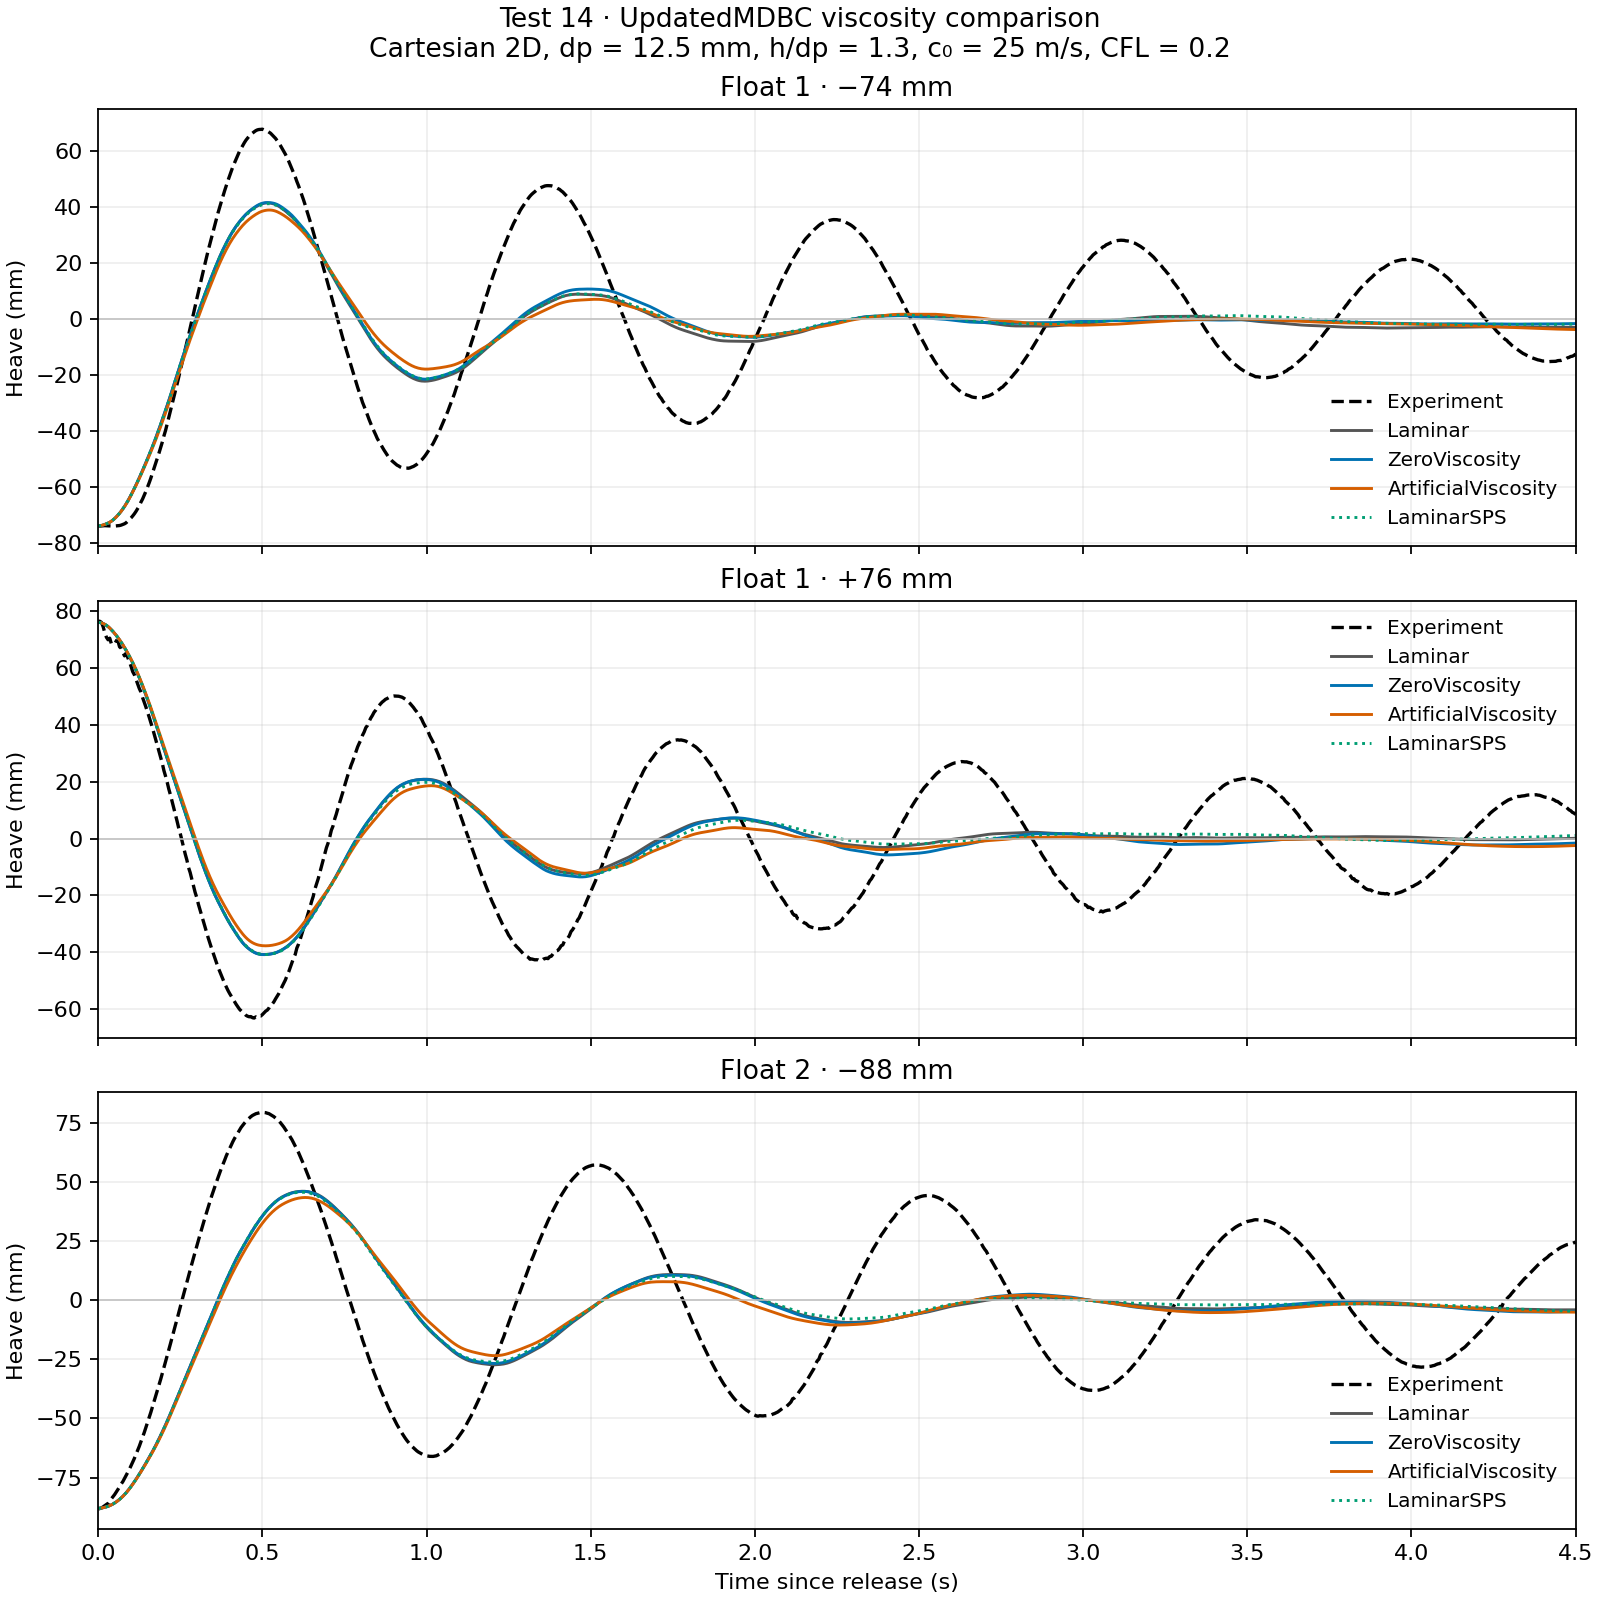 Test 14 · UpdatedMDBC viscosity comparison
Cartesian 2D, dp = 12.5 mm, h/dp = 1.3, c₀ = 25 m/s, CFL = 0.2
Float 1 · −74 mm
Heave (mm)
60
40
20
0
−20
−40
−60
−80
Experiment
Laminar
ZeroViscosity
ArtificialViscosity
LaminarSPS
Float 1 · +76 mm
Heave (mm)
80
60
40
20
0
−20
−40
−60
Experiment
Laminar
ZeroViscosity
ArtificialViscosity
LaminarSPS
Float 2 · −88 mm
Heave (mm)
75
50
25
0
−25
−50
−75
Experiment
Laminar
ZeroViscosity
ArtificialViscosity
LaminarSPS
0.0 0.5 1.0 1.5 2.0 2.5 3.0 3.5 4.0 4.5
Time since release (s)